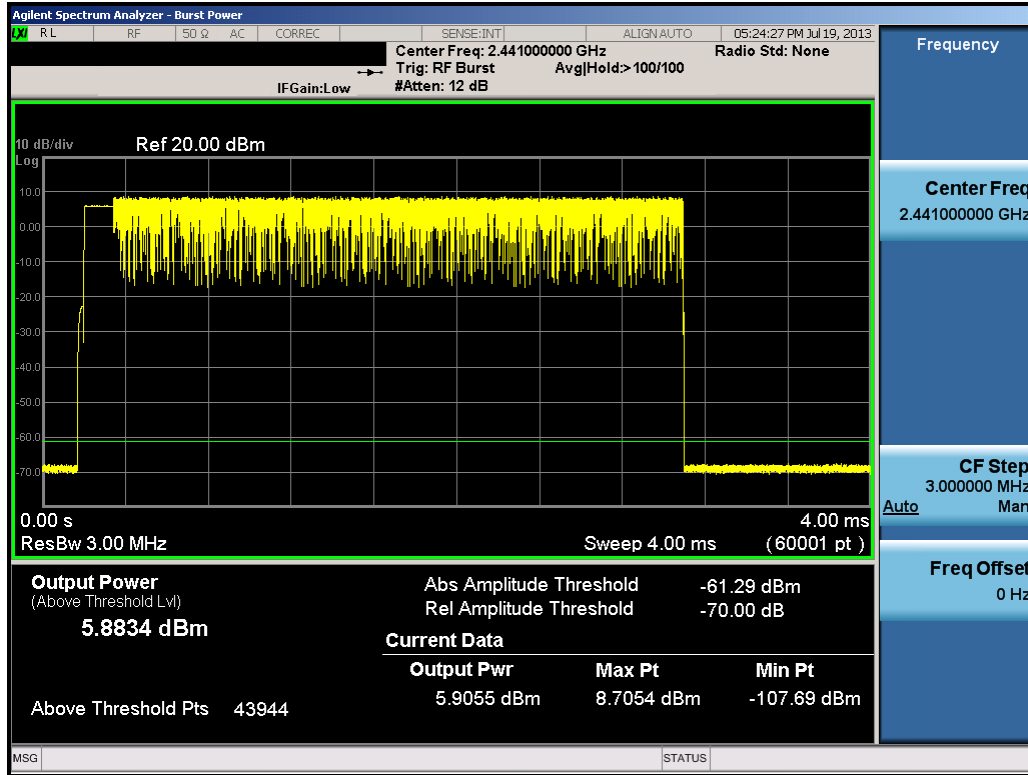 Agilent Spectrum Analyzer - Burst Power
LXI RL RF 50 Ω AC CORREC SENSE:INT ALIGN AUTO 05:24:27 PM Jul 19, 2013
Center Freq: 2.441000000 GHz Radio Std: None
Trig: RF Burst Avg|Hold:>100/100
IFGain:Low #Atten: 12 dB
10 dB/div Ref 20.00 dBm
Log
10.0
0.00
-10.0
-20.0
-30.0
-40.0
-50.0
-60.0
-70.0
0.00 s 4.00 ms
ResBw 3.00 MHz Sweep 4.00 ms (60001 pt)
Output Power
(Above Threshold Lvl)
5.8834 dBm
Above Threshold Pts 43944
Abs Amplitude Threshold -61.29 dBm
Rel Amplitude Threshold -70.00 dB
Current Data
Output Pwr Max Pt Min Pt
5.9055 dBm 8.7054 dBm -107.69 dBm
MSG STATUS
Frequency
Center Freq
2.441000000 GHz
CF Step
3.000000 MHz
Auto Man
Freq Offset
0 Hz